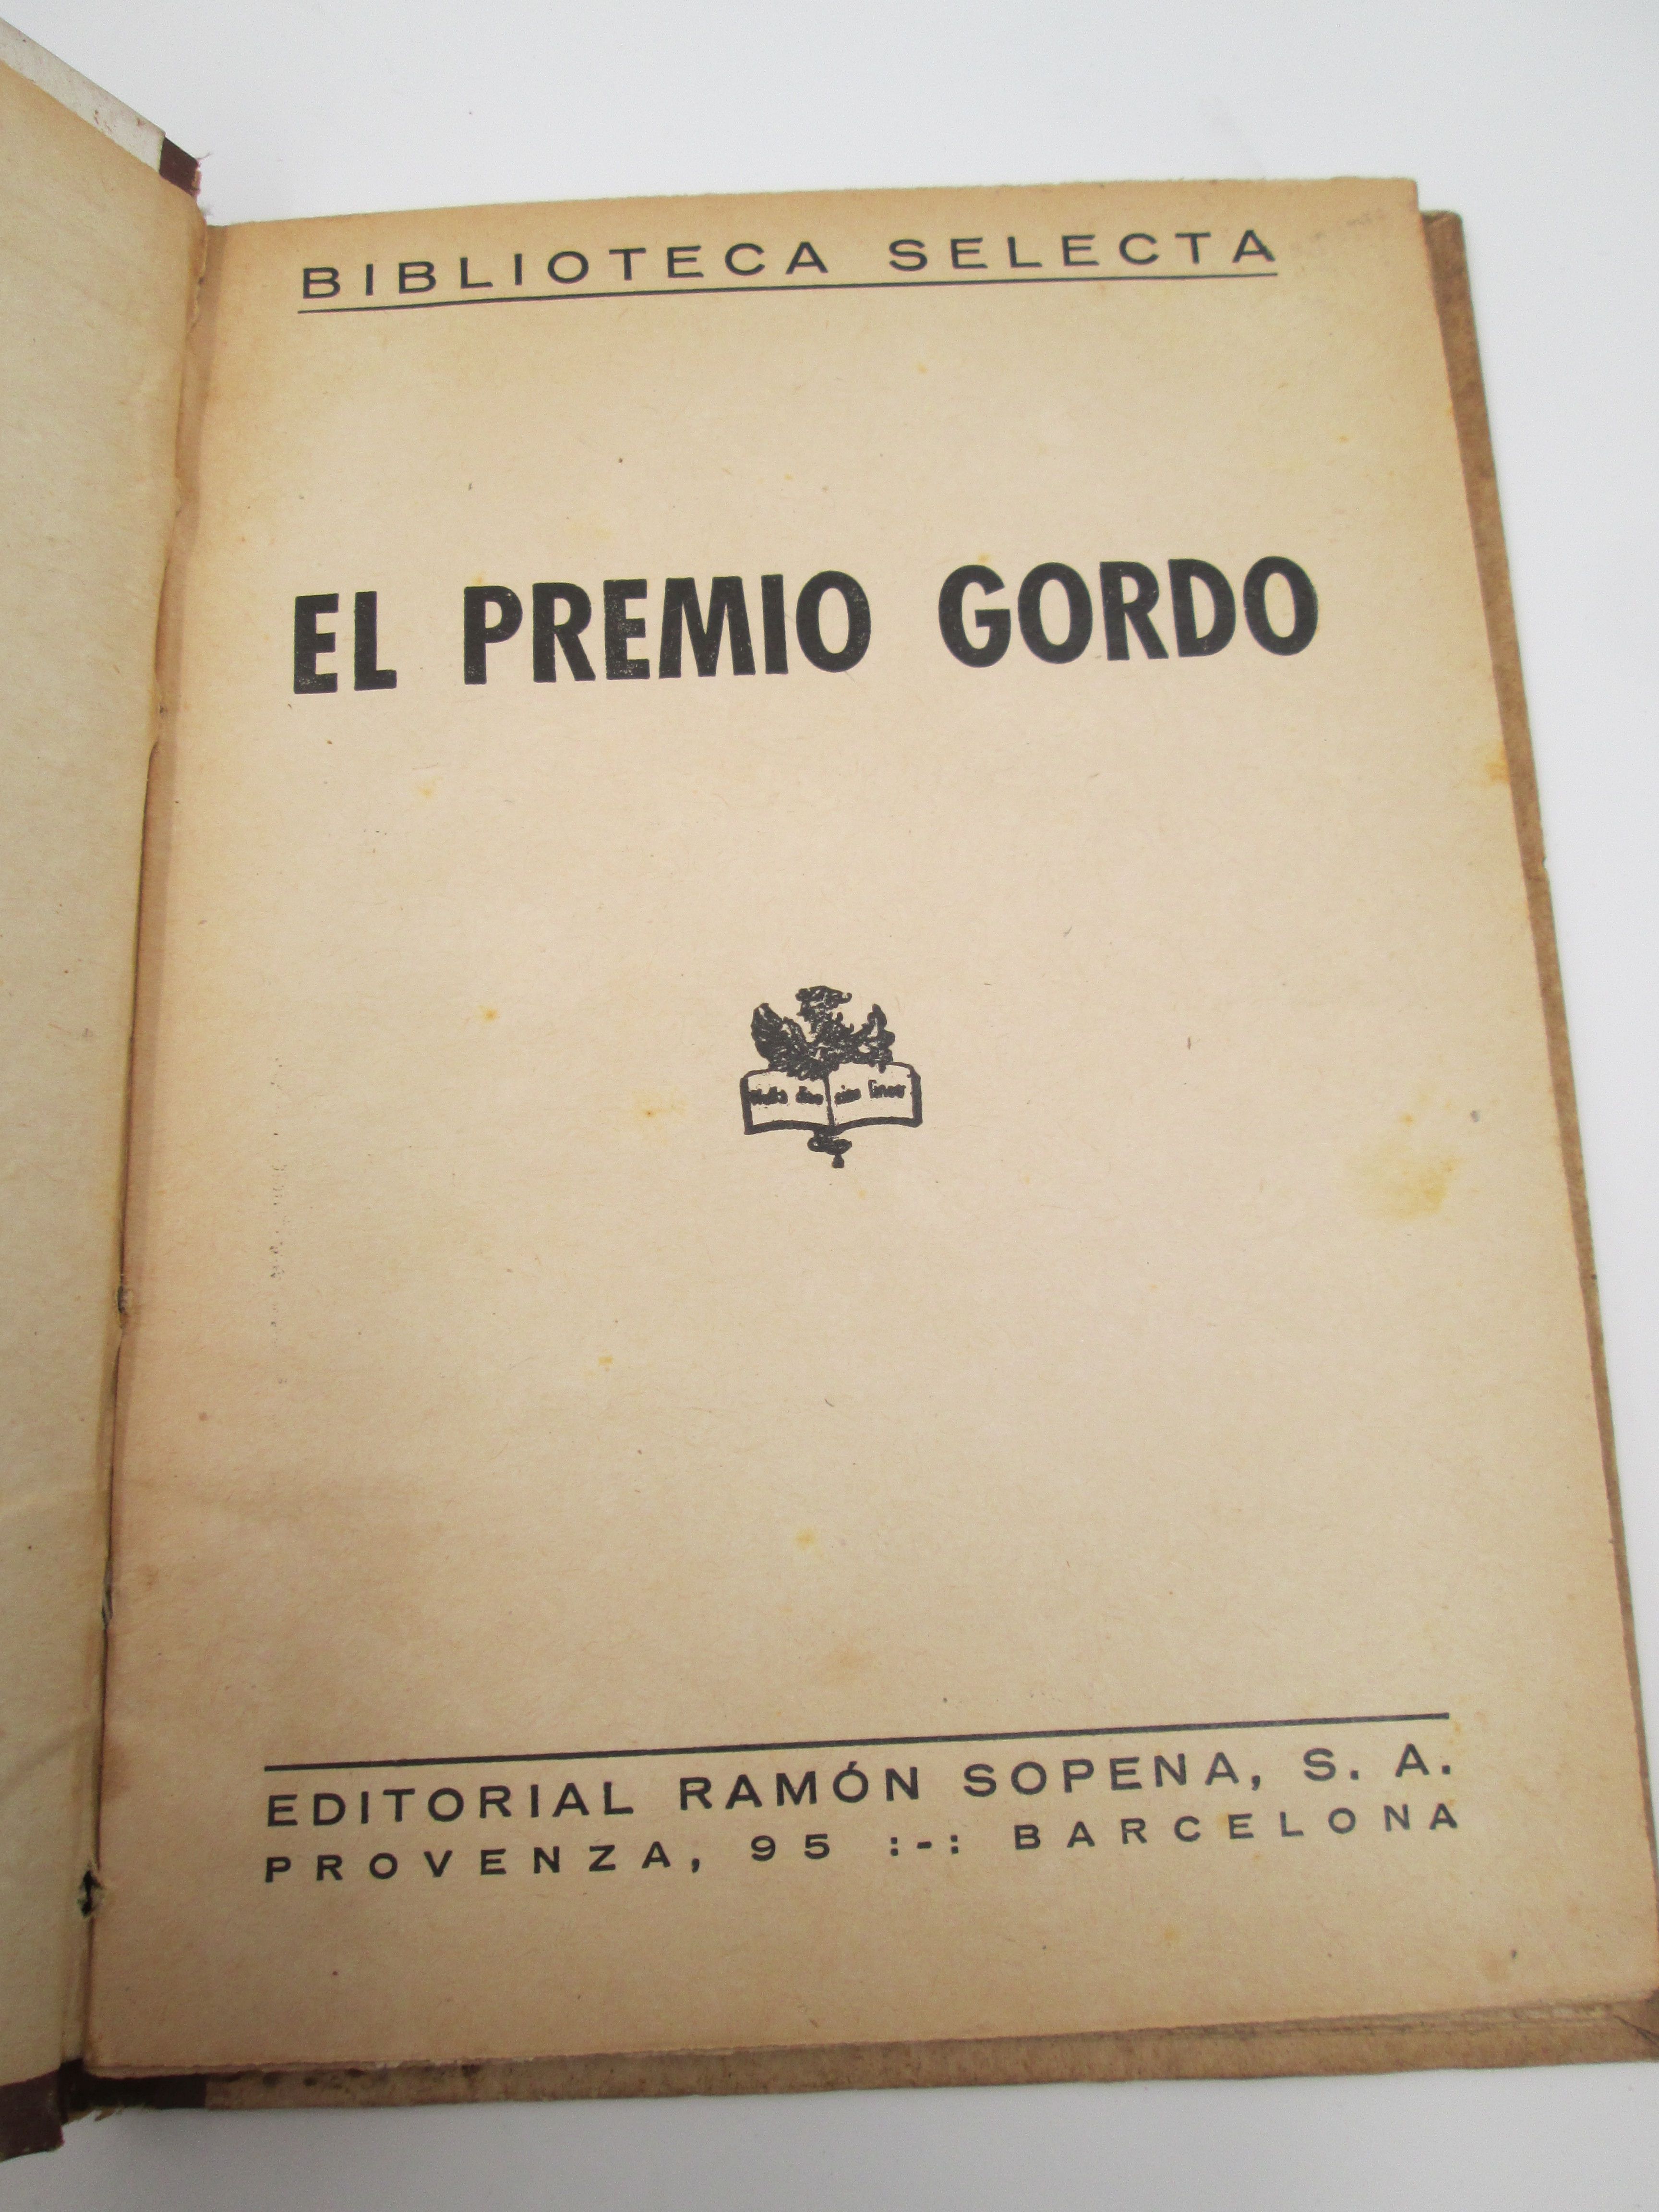 BIBLIOTECA SELECTA
EL PREMIO GORDO
EDITORIAL RAMÓN SOPENA, S. A.
PROVENZA, 95 :-: BARCELONA